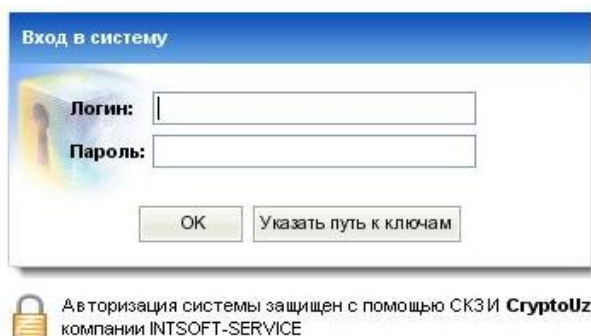 Вход в систему
Логин:
Пароль:
OK Указать путь к ключам
Авторизация системы защищен с помощью СКЗИ CryptoUz
компании INTSOFT-SERVICE